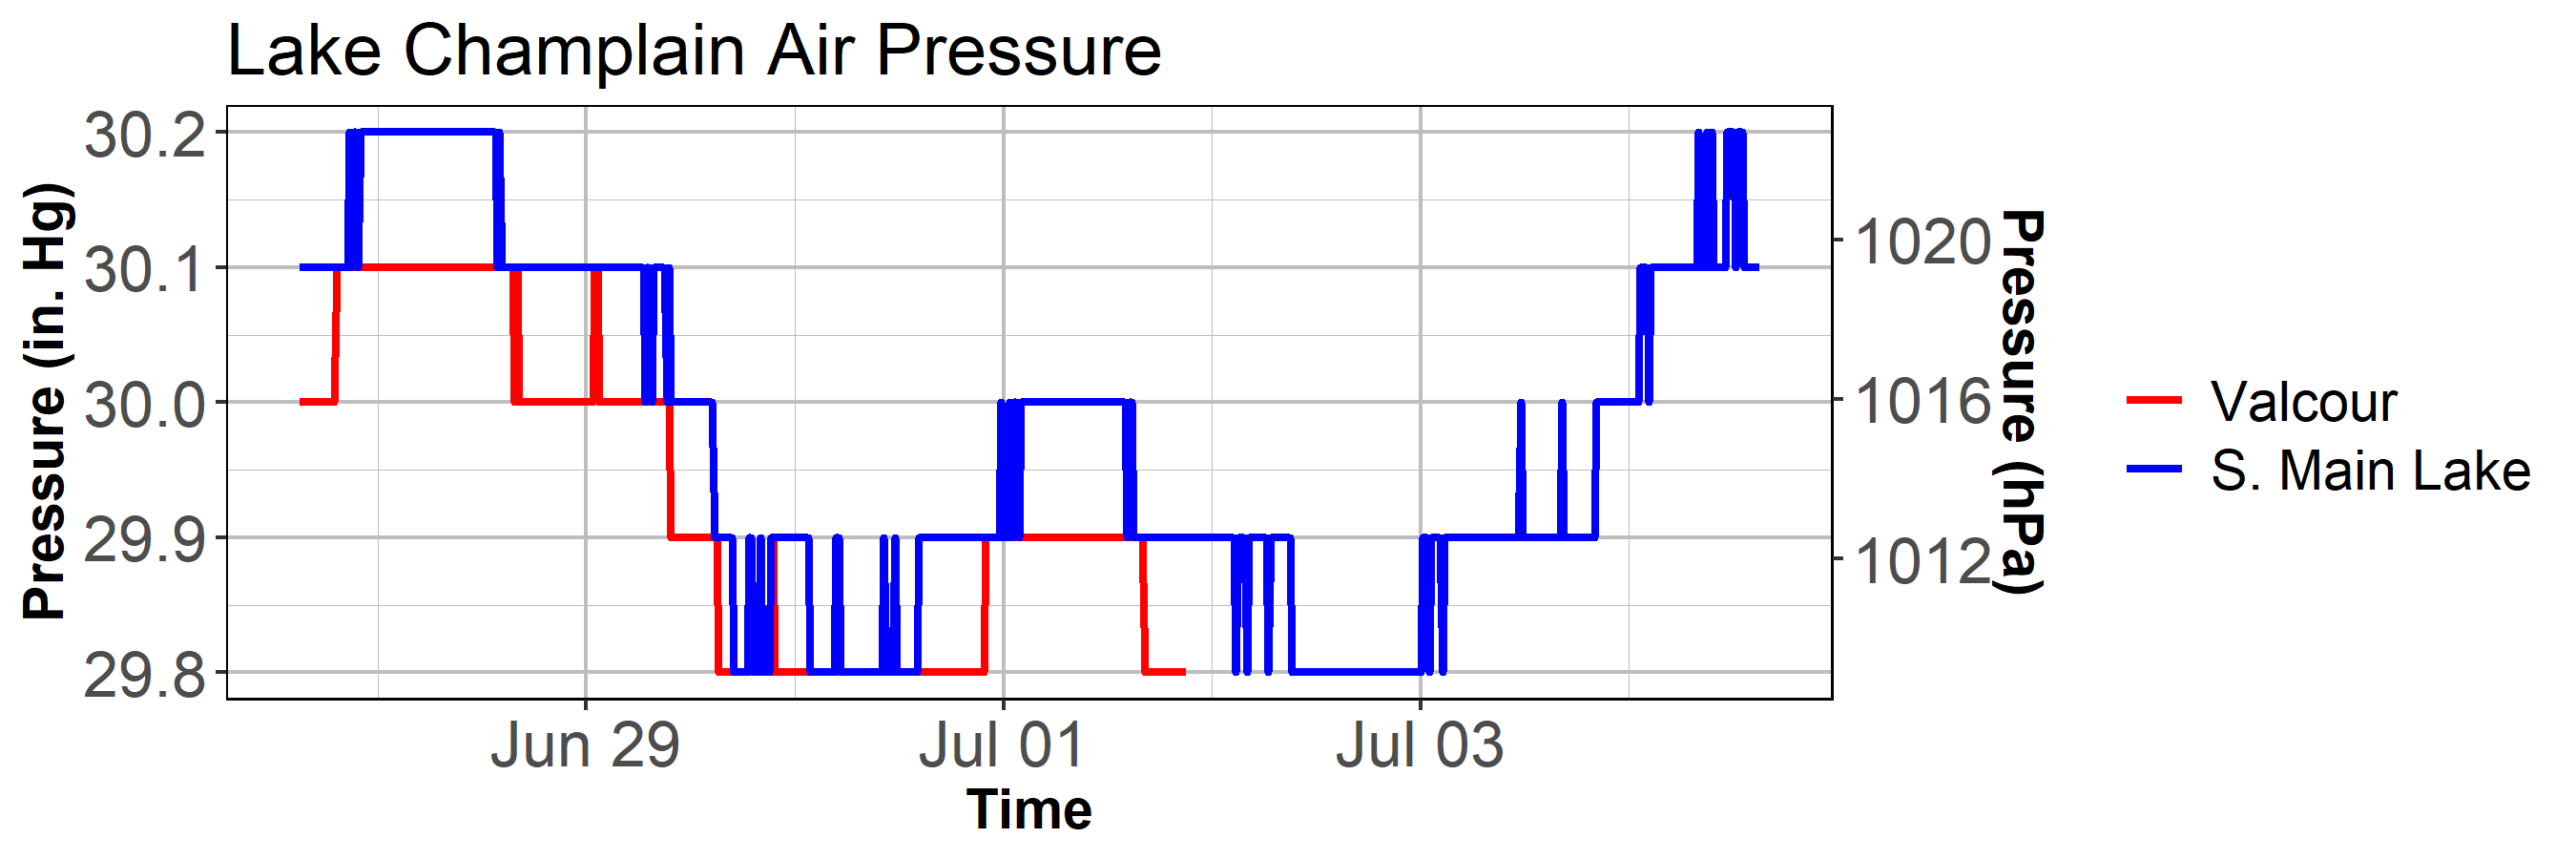 Lake Champlain Air Pressure
30.2
30.1
30.0
29.9
29.8
Pressure (in. Hg)
1020
1016
1012
Pressure (hPa)
Jun 29
Jul 01
Jul 03
Time
Valcour
S. Main Lake